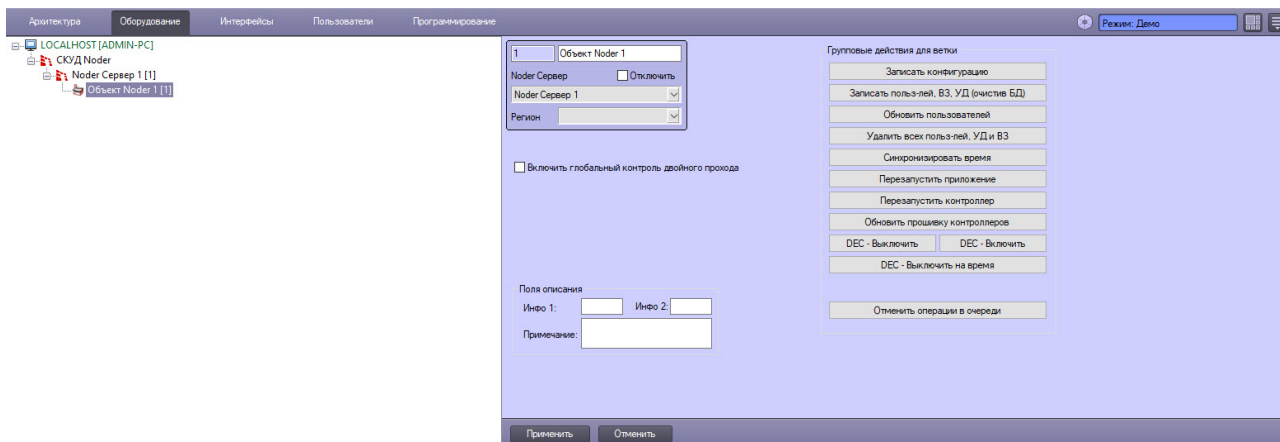 Архитектура Оборудование Интерфейсы Пользователи Программирование Режим: Демо
LOCALHOST [ADMIN-PC]
СКУД Noder
Noder Сервер 1 [1]
Объект Noder 1 [1]
1 Объект Noder 1
Noder Сервер Отключить
Noder Сервер 1
Регион
Включить глобальный контроль двойного прохода
Поля описания
Инфо 1: Инфо 2:
Примечание:
Групповые действия для ветки
Записать конфигурацию
Записать польз-лей, ВЗ, УД (очистив БД)
Обновить пользователей
Удалить всех польз-лей, УД и ВЗ
Синхронизировать время
Перезапустить приложение
Перезапустить контроллер
Обновить прошивку контроллеров
DEC - Выключить DEC - Включить
DEC - Выключить на время
Отменить операции в очереди
Применить Отменить